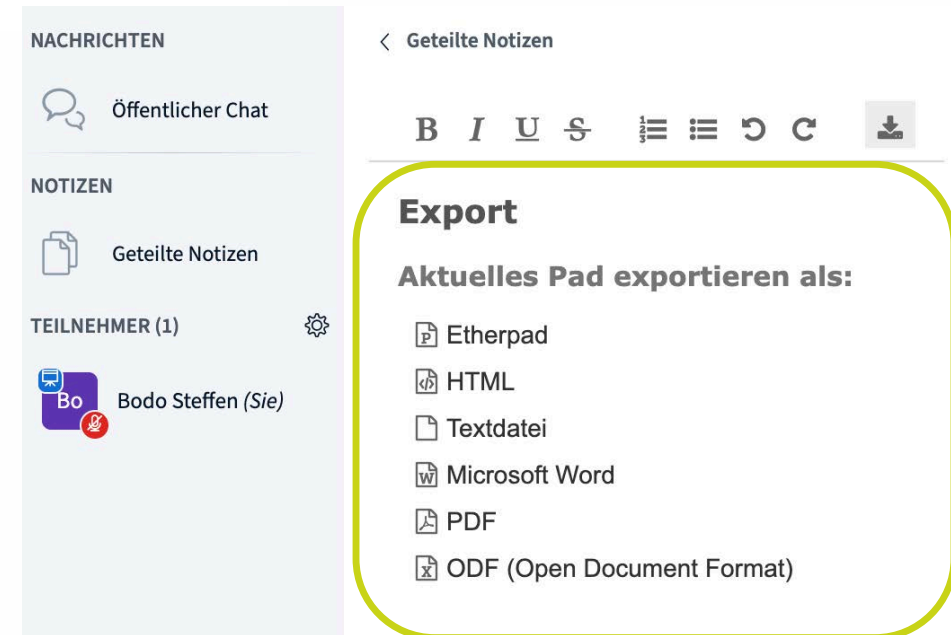 NACHRICHTEN
Öffentlicher Chat
NOTIZEN
Geteilte Notizen
TEILNEHMER (1)
Bo
Bodo Steffen (Sie)
Geteilte Notizen
B I U S
Export
Aktuelles Pad exportieren als:
Etherpad
HTML
Textdatei
Microsoft Word
PDF
ODF (Open Document Format)